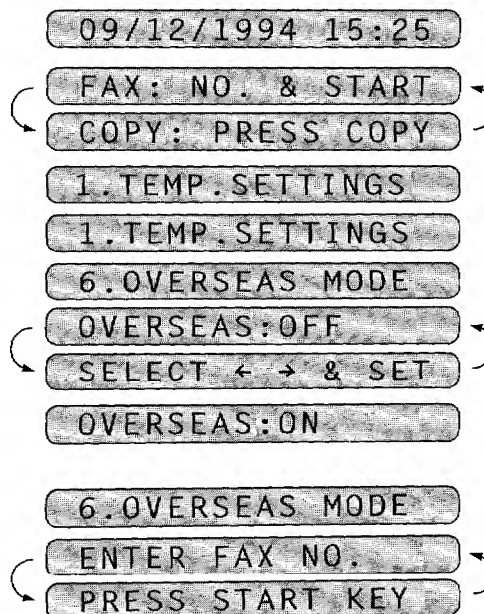 09/12/1994 15:25
FAX: NO. & START
COPY: PRESS COPY
1.TEMP.SETTINGS
1.TEMP.SETTINGS
6.OVERSEAS MODE
OVERSEAS:OFF
SELECT ← → & SET
OVERSEAS:ON
6.OVERSEAS MODE
ENTER FAX NO.
PRESS START KEY